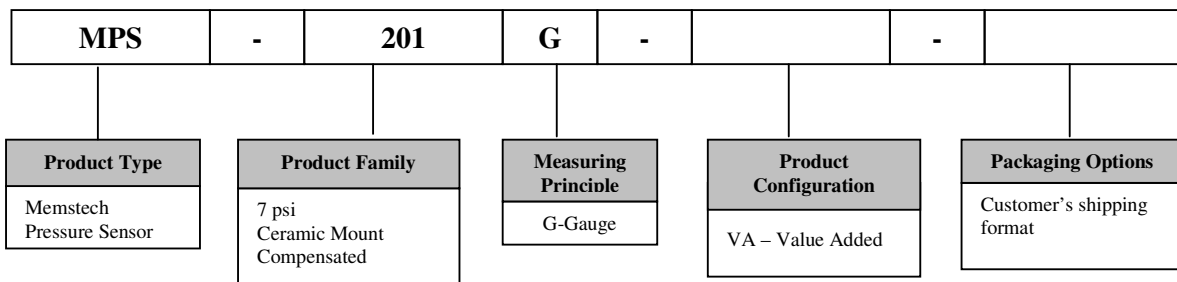 MPS - 201 G - -
Product Type
Memstech
Pressure Sensor
Product Family
7 psi
Ceramic Mount
Compensated
Measuring
Principle
G-Gauge
Product
Configuration
VA – Value Added
Packaging Options
Customer's shipping
format